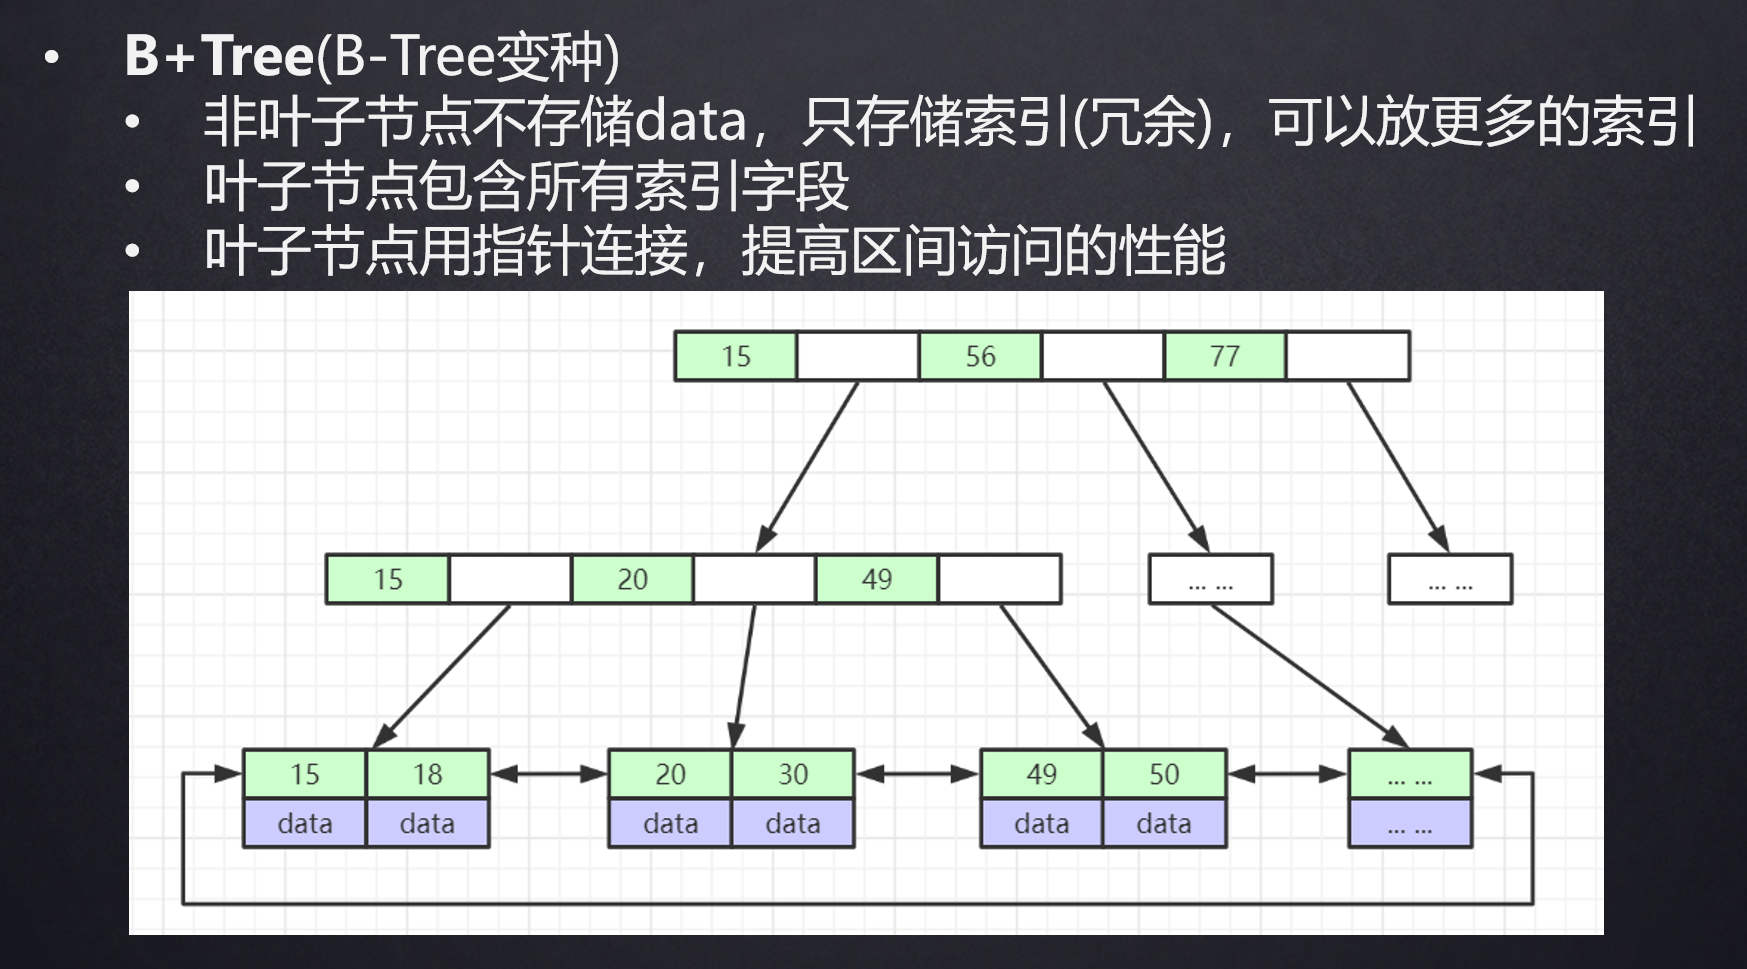 • B+Tree(B-Tree变种)
• 非叶子节点不存储data，只存储索引(冗余)，可以放更多的索引
• 叶子节点包含所有索引字段
• 叶子节点用指针连接，提高区间访问的性能
15 56 77
15 20 49 ... ... ... ...
15 18 20 30 49 50 ... ...
data data data data data data ... ...